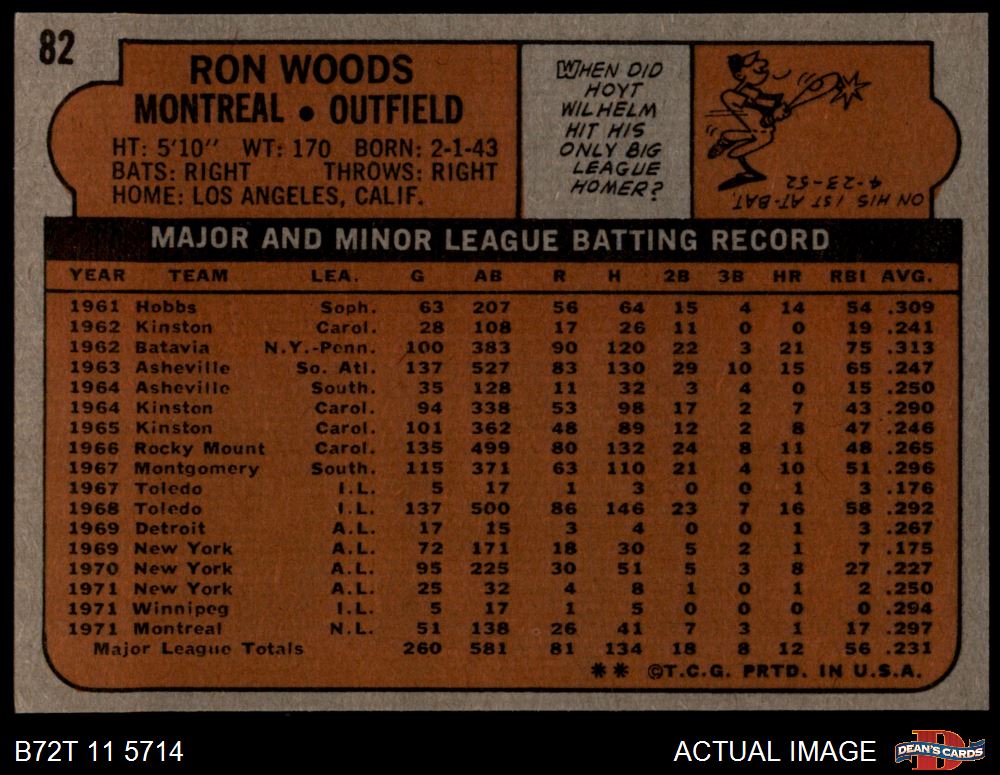 82
RON WOODS
MONTREAL • OUTFIELD
HT: 5'10" WT: 170 BORN: 2-1-43
BATS: RIGHT THROWS: RIGHT
HOME: LOS ANGELES, CALIF.
WHEN DID
HOYT
WILHELM
HIT HIS
ONLY BIG
LEAGUE
HOMER?
ON HIS 1ST AT-BAT
4-23-52
MAJOR AND MINOR LEAGUE BATTING RECORD
YEAR TEAM LEA. G AB R H 2B 3B HR RBI AVG.
1961 Hobbs Soph. 63 207 56 64 15 4 14 54 .309
1962 Kinston Carol. 28 108 17 26 11 0 0 19 .241
1962 Batavia N.Y.-Penn. 100 383 90 120 22 3 21 75 .313
1963 Asheville So. Atl. 137 527 83 130 29 10 15 65 .247
1964 Asheville South. 35 128 11 32 3 4 0 15 .250
1964 Kinston Carol. 94 338 53 98 17 2 7 43 .290
1965 Kinston Carol. 101 362 48 89 12 2 8 47 .246
1966 Rocky Mount Carol. 135 499 80 132 24 8 11 48 .265
1967 Montgomery South. 115 371 63 110 21 4 10 51 .296
1967 Toledo I.L. 5 17 1 3 0 0 1 3 .176
1968 Toledo I.L. 137 500 86 146 23 7 16 58 .292
1969 Detroit A.L. 17 15 3 4 0 0 1 3 .267
1969 New York A.L. 72 171 18 30 5 2 1 7 .175
1970 New York A.L. 95 225 30 51 5 3 8 27 .227
1971 New York A.L. 25 32 4 8 1 0 1 2 .250
1971 Winnipeg I.L. 5 17 1 5 0 0 0 0 .294
1971 Montreal N.L. 51 138 26 41 7 3 1 17 .297
Major League Totals 260 581 81 134 18 8 12 56 .231
** ©T.C.G. PRTD. IN U.S.A.
B72T 11 5714
ACTUAL IMAGE
DEAN'S CARDS